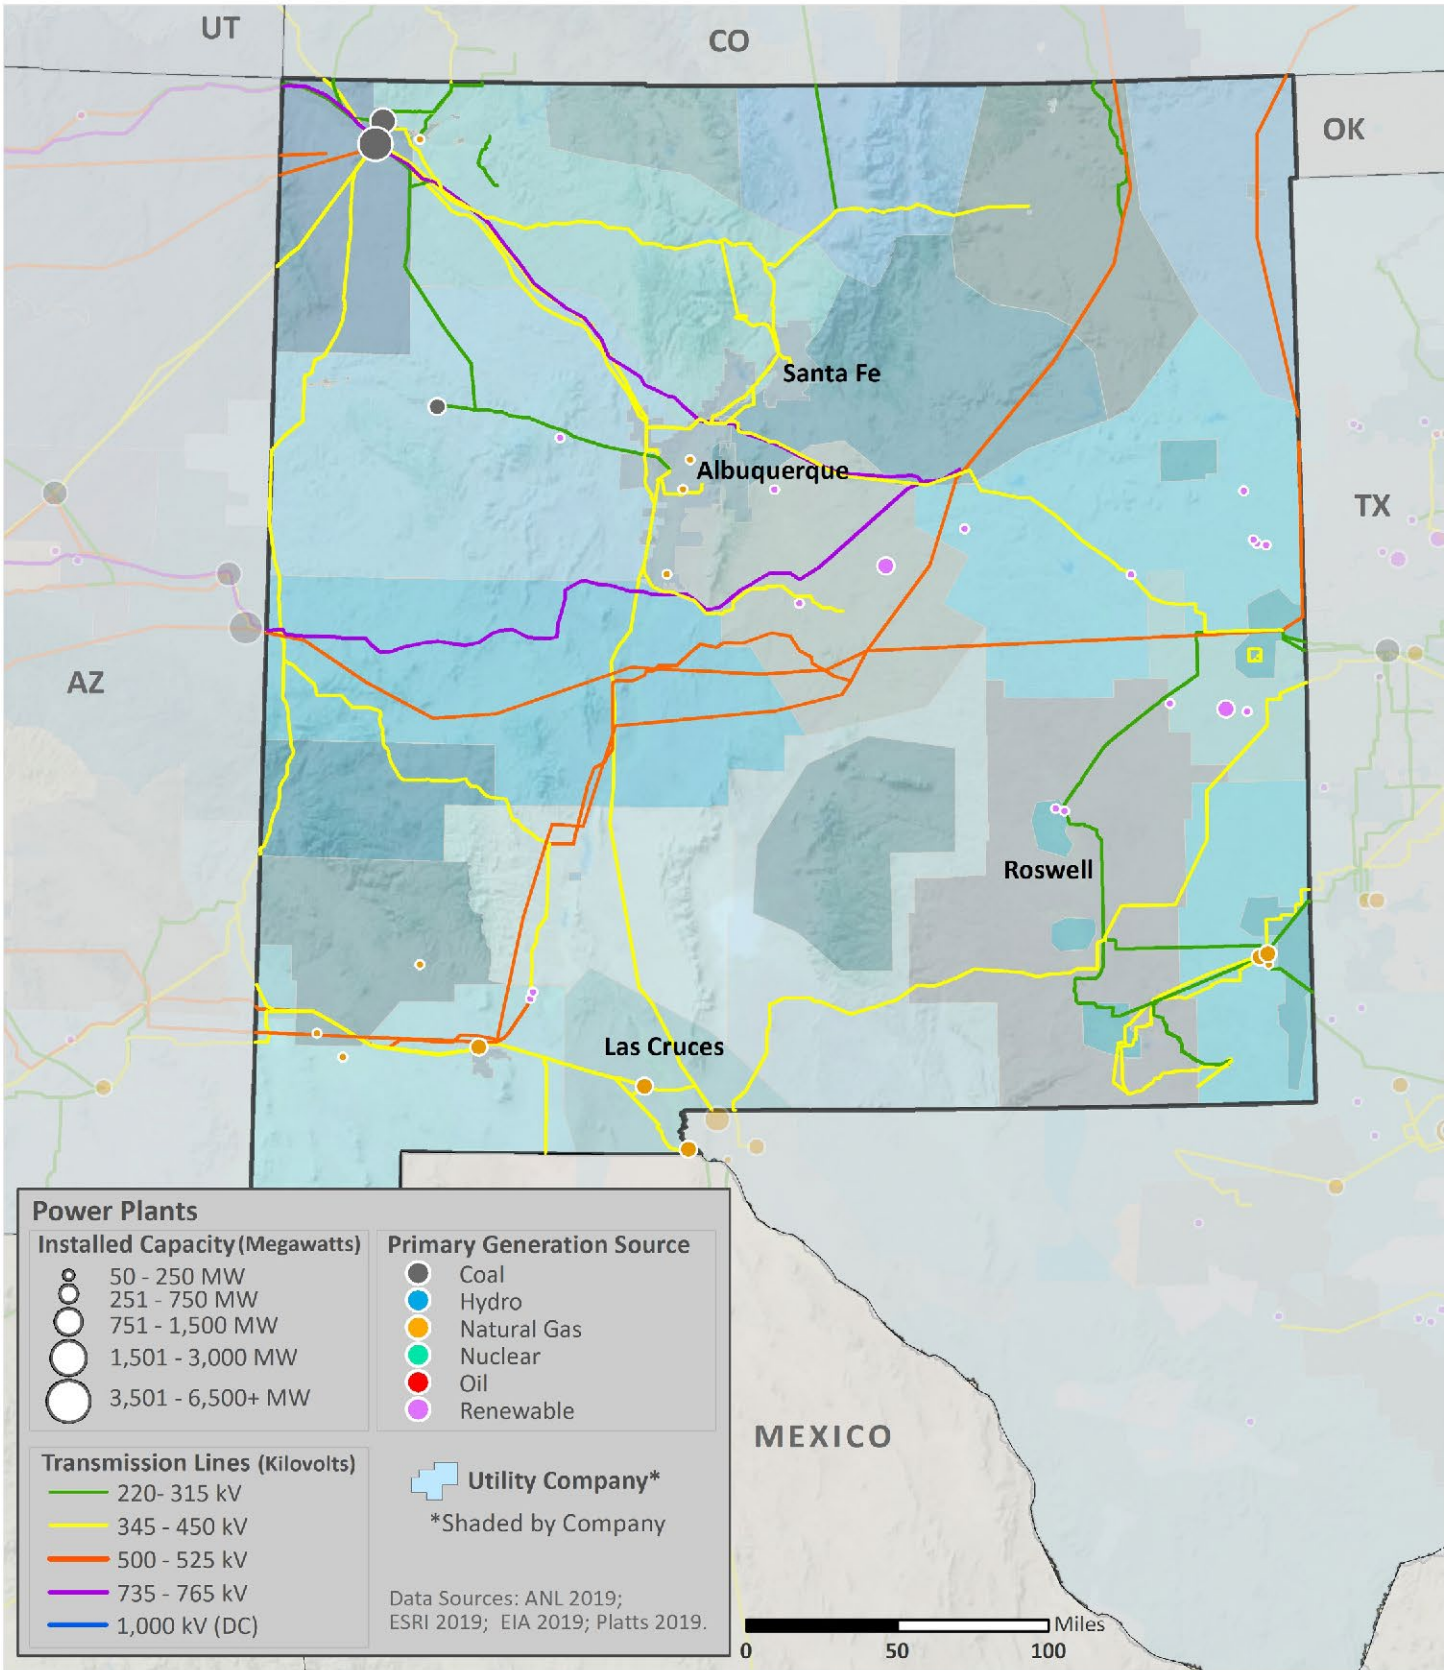 UT
CO
OK
Santa Fe
Albuquerque
TX
AZ
Roswell
Las Cruces
Power Plants
Installed Capacity (Megawatts)
50 - 250 MW
251 - 750 MW
751 - 1,500 MW
1,501 - 3,000 MW
3,501 - 6,500+ MW
Primary Generation Source
Coal
Hydro
Natural Gas
Nuclear
Oil
Renewable
Transmission Lines (Kilovolts)
220- 315 kV
345 - 450 kV
500 - 525 kV
735 - 765 kV
1,000 kV (DC)
Utility Company*
*Shaded by Company
Data Sources: ANL 2019;
ESRI 2019; EIA 2019; Platts 2019.
MEXICO
Miles
0 50 100